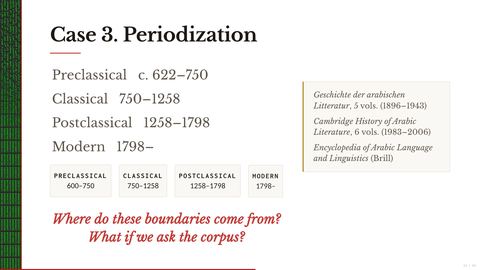 Case 3. Periodization
Preclassical c. 622–750
Classical 750–1258
Postclassical 1258–1798
Modern 1798–
PRECLASSICAL
600–750
CLASSICAL
750–1258
POSTCLASSICAL
1258–1798
MODERN
1798–
Where do these boundaries come from?
What if we ask the corpus?
Geschichte der arabischen
Litteratur, 5 vols. (1896–1943)
Cambridge History of Arabic
Literature, 6 vols. (1983–2006)
Encyclopedia of Arabic Language
and Linguistics (Brill)